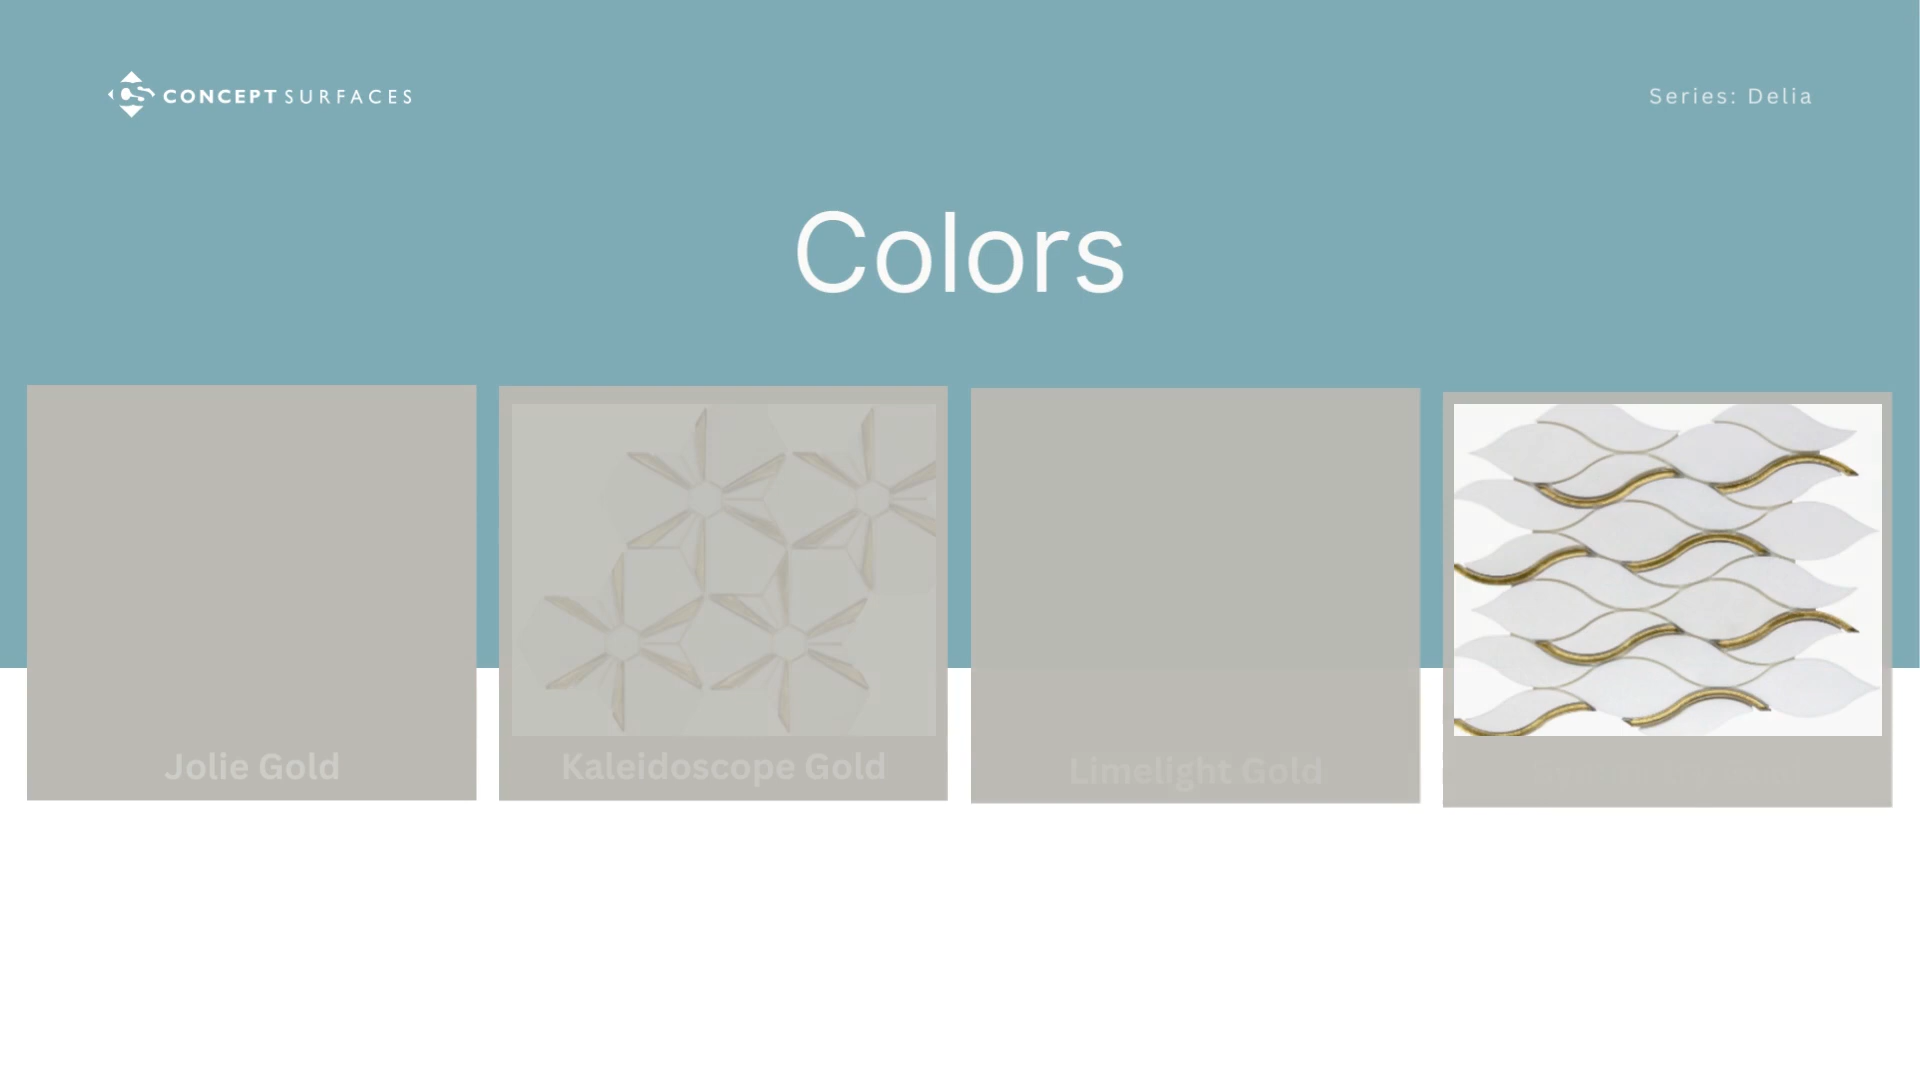 CONCEPT SURFACES
Series: Delia
Colors
Jolie Gold
Kaleidoscope Gold
Limelight Gold